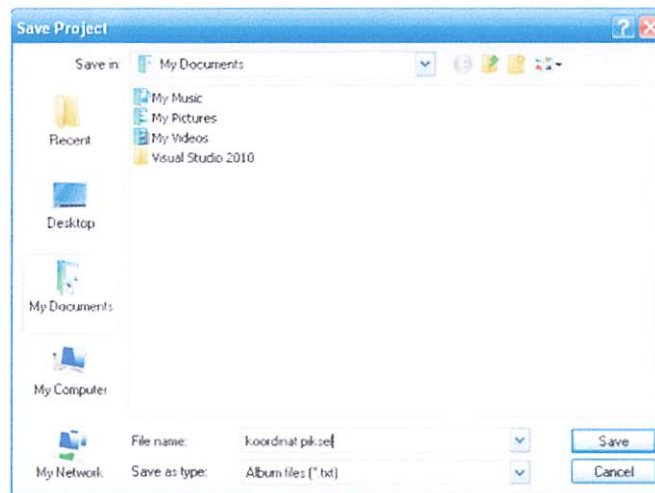 Save Project
Save in:
My Documents
My Music
My Pictures
My Videos
Visual Studio 2010
Recent
Desktop
My Documents
My Computer
My Network
File name:
koordinat piksel
Save
Save as type:
Album files (*.txt)
Cancel